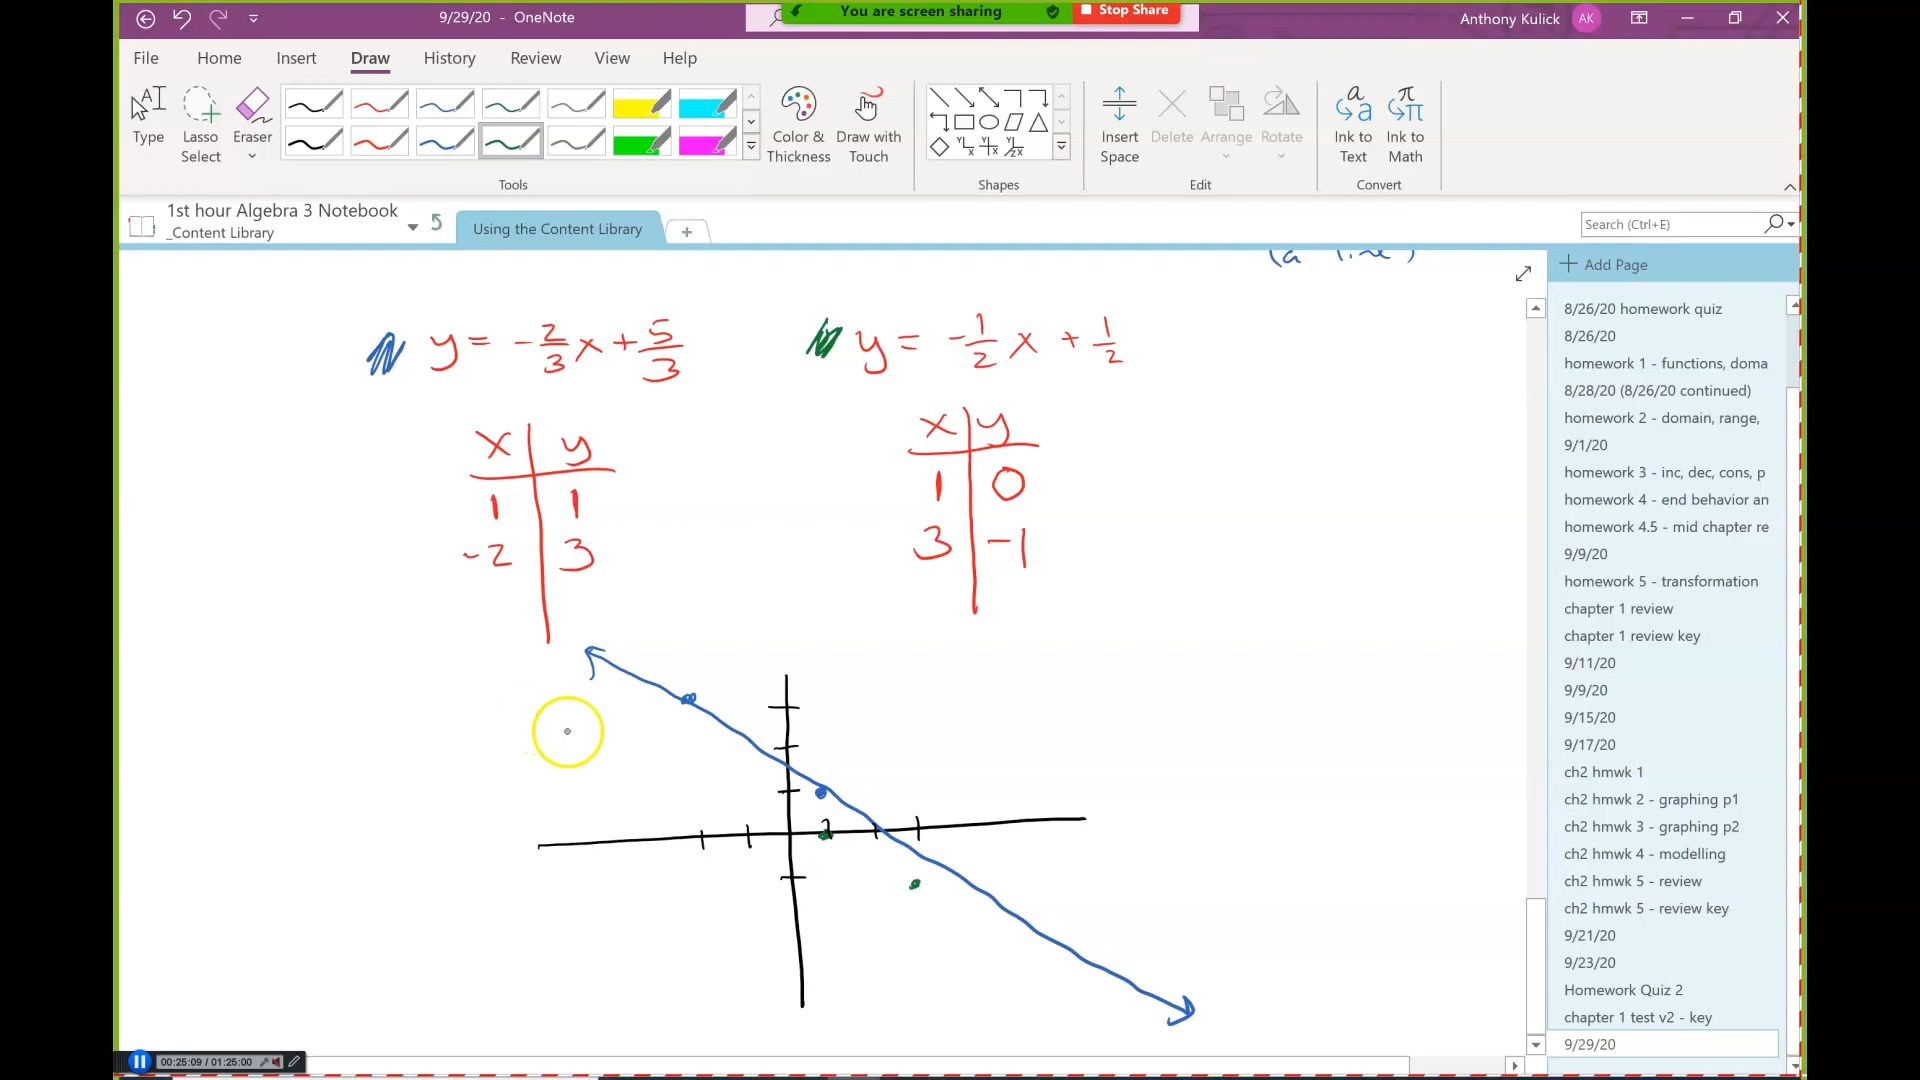 9/29/20 - OneNote
You are screen sharing
Stop Share
Anthony Kulick
AK
File Home Insert Draw History Review View Help
Type
Lasso Select
Eraser
Color & Thickness
Draw with Touch
Insert Space
Delete
Arrange
Rotate
Ink to Text
Ink to Math
Tools
Shapes
Edit
Convert
1st hour Algebra 3 Notebook
_Content Library
Using the Content Library
Search (Ctrl+E)
(a line)
y = -2/3 x + 5/3
y = -1/2 x + 1/2
x y
1 1
-2 3
x y
1 0
3 -1
Add Page
8/26/20 homework quiz
8/26/20
homework 1 - functions, doma
8/28/20 (8/26/20 continued)
homework 2 - domain, range,
9/1/20
homework 3 - inc, dec, cons, p
homework 4 - end behavior an
homework 4.5 - mid chapter re
9/9/20
homework 5 - transformation
chapter 1 review
chapter 1 review key
9/11/20
9/9/20
9/15/20
9/17/20
ch2 hmwk 1
ch2 hmwk 2 - graphing p1
ch2 hmwk 3 - graphing p2
ch2 hmwk 4 - modelling
ch2 hmwk 5 - review
ch2 hmwk 5 - review key
9/21/20
9/23/20
Homework Quiz 2
chapter 1 test v2 - key
9/29/20
00:25:09 / 01:25:00